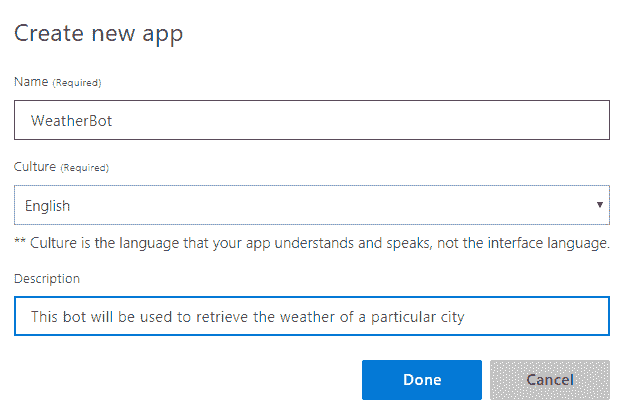 Create new app
Name (Required)
WeatherBot
Culture (Required)
English
** Culture is the language that your app understands and speaks, not the interface language.
Description
This bot will be used to retrieve the weather of a particular city
Done Cancel